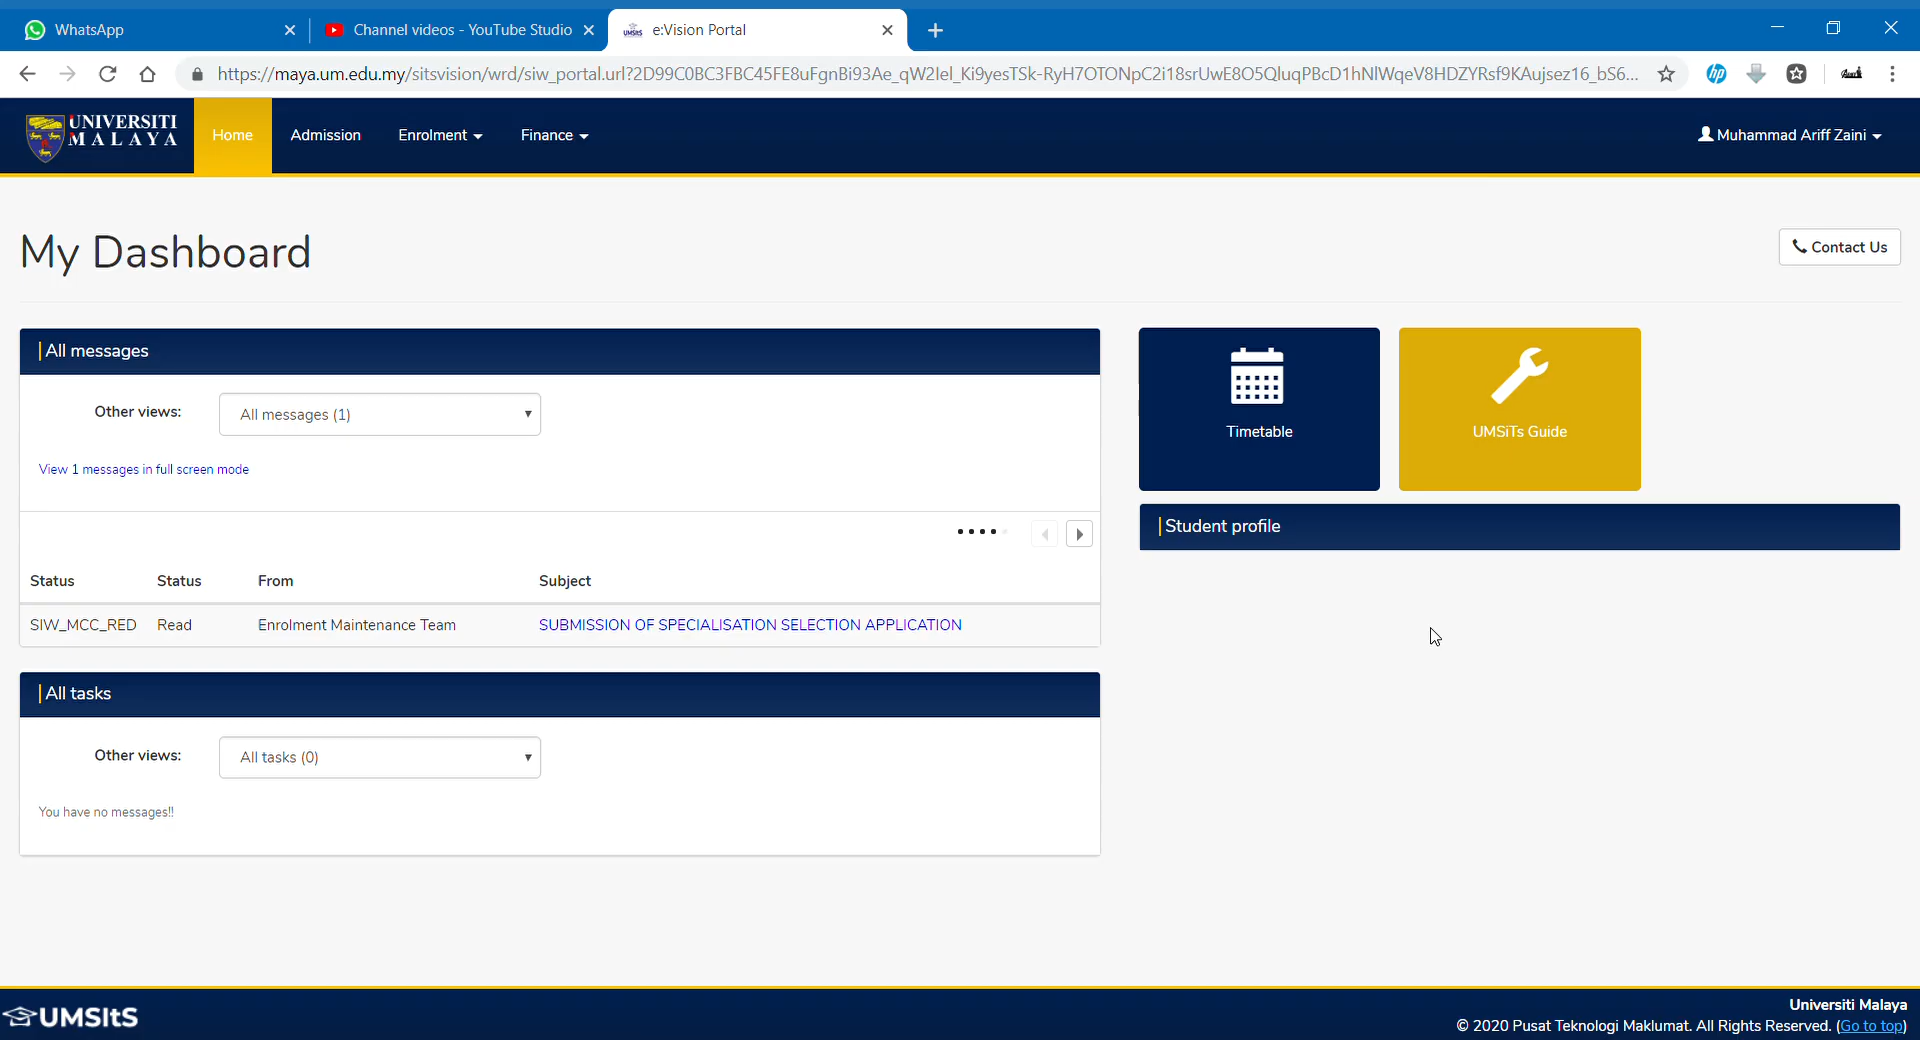 WhatsApp
Channel videos - YouTube Studio
UMSits
e:Vision Portal
https://maya.um.edu.my/sitsvision/wrd/siw_portal.url?2D99C0BC3FBC45FE8uFgnBi93Ae_qW2Iel_Ki9yesTSk-RyH7OTONpC2i18srUwE8O5QluqPBcD1hNlWqeV8HDZYRsf9KAujsez16_bS6...
hp
UNIVERSITI
MALAYA
Home
Admission
Enrolment
Finance
Muhammad Ariff Zaini
My Dashboard
Contact Us
All messages
Other views:
All messages (1)
View 1 messages in full screen mode
Status Status From Subject
SIW_MCC_RED Read Enrolment Maintenance Team SUBMISSION OF SPECIALISATION SELECTION APPLICATION
All tasks
Other views:
All tasks (0)
You have no messages!!
Timetable
UMSiTs Guide
Student profile
UMSItS
Universiti Malaya
© 2020 Pusat Teknologi Maklumat. All Rights Reserved. (Go to top)